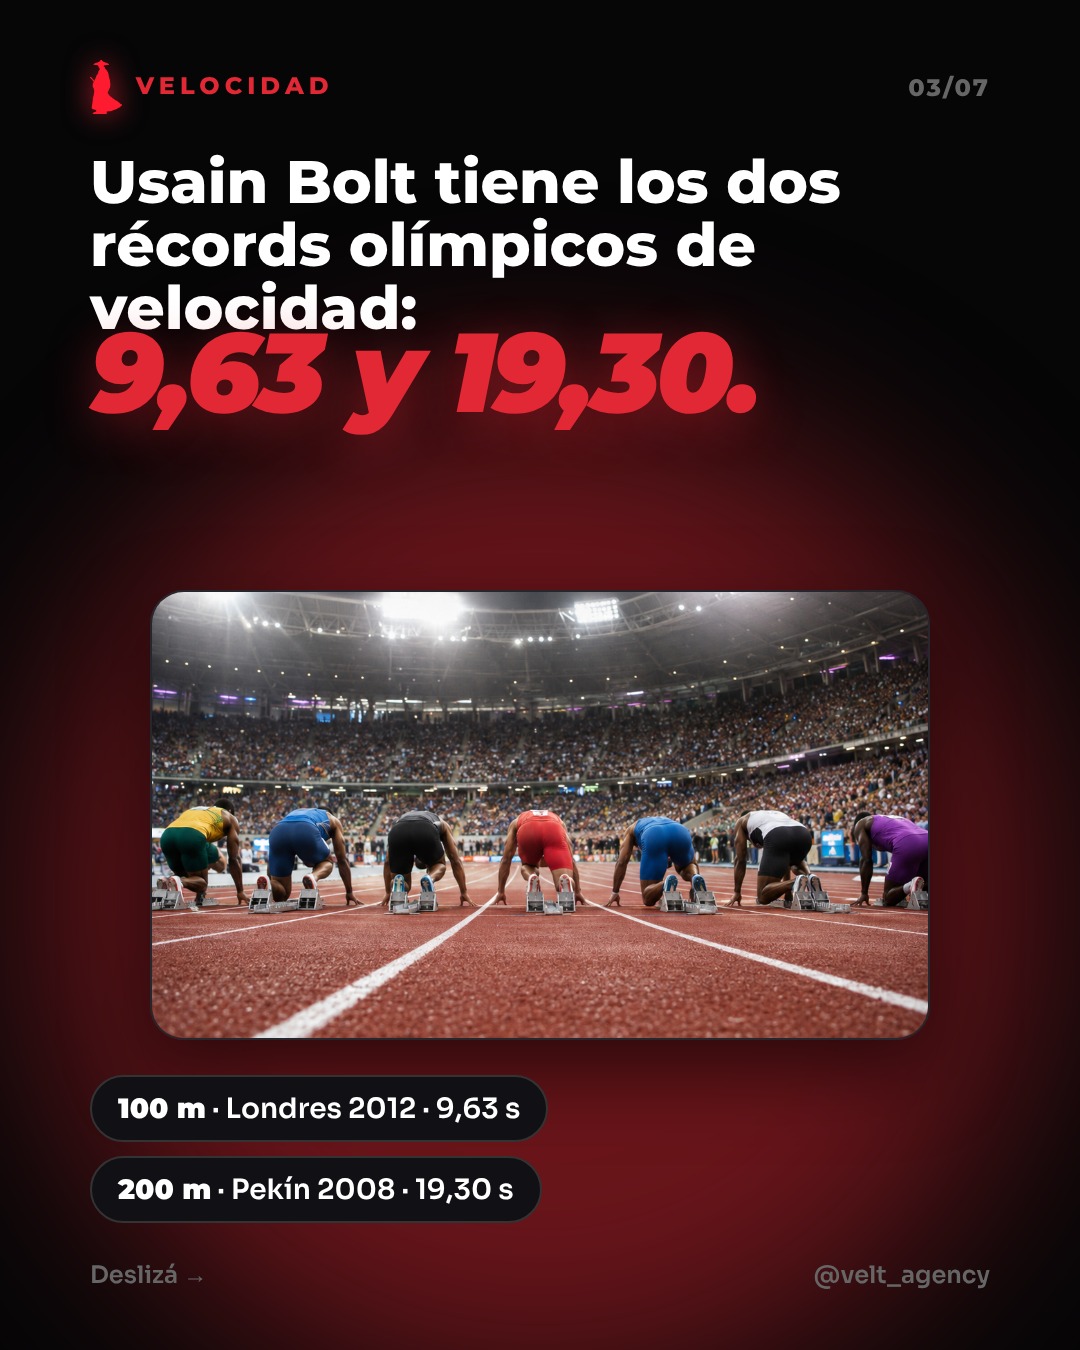 VELOCIDAD
03/07
Usain Bolt tiene los dos
récords olímpicos de
velocidad:
9,63 y 19,30.
100 m · Londres 2012 · 9,63 s
200 m · Pekín 2008 · 19,30 s
Deslizá →
@velt_agency